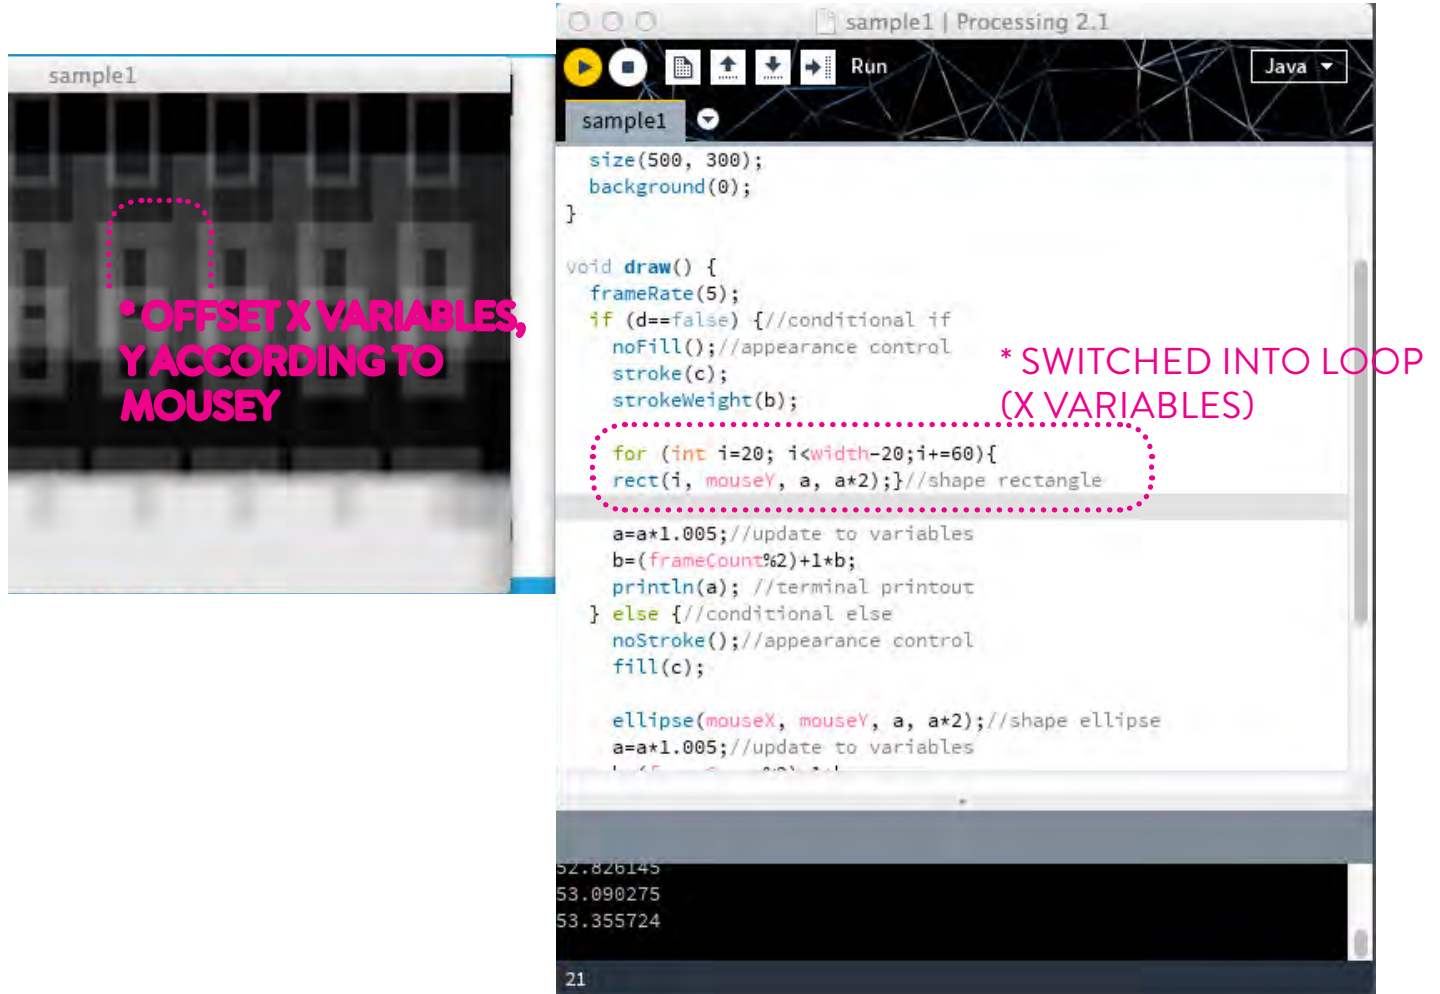 sample1
* OFFSET X VARIABLES,
Y ACCORDING TO
MOUSEY
sample1 | Processing 2.1
Run
Java
sample1
size(500, 300);
background(0);
}
void draw() {
frameRate(5);
if (d==false) {//conditional if
noFill();//appearance control
stroke(c);
strokeWeight(b);
* SWITCHED INTO LOOP
(X VARIABLES)
for (int i=20; i<width-20;i+=60){
rect(i, mouseY, a, a*2);}//shape rectangle
a=a*1.005;//update to variables
b=(frameCount%2)+1*b;
println(a); //terminal printout
} else {//conditional else
noStroke();//appearance control
fill(c);
ellipse(mouseX, mouseY, a, a*2);//shape ellipse
a=a*1.005;//update to variables
52.826145
53.090275
53.355724
21